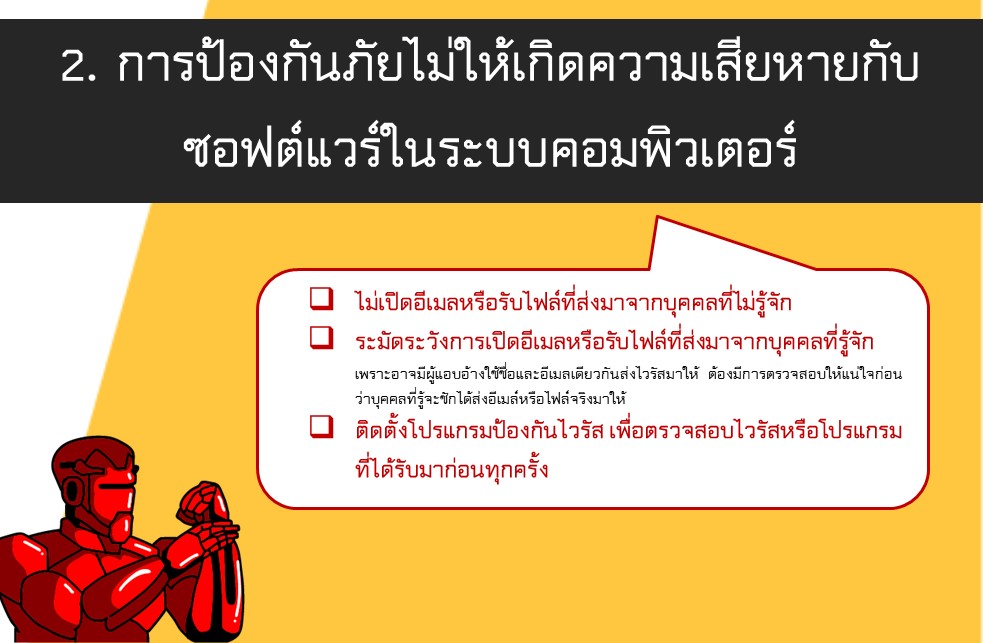 2. การป้องกันภัยไม่ให้เกิดความเสียหายกับ
ซอฟต์แวร์ในระบบคอมพิวเตอร์
❑ ไม่เปิดอีเมลหรือรับไฟล์ที่ส่งมาจากบุคคลที่ไม่รู้จัก
❑ ระมัดระวังการเปิดอีเมลหรือรับไฟล์ที่ส่งมาจากบุคคลที่รู้จัก
เพราะอาจมีผู้แอบอ้างใช้ชื่อและอีเมลเดียวกันส่งไวรัสมาให้ ต้องมีการตรวจสอบให้แน่ใจก่อน
ว่าบุคคลที่รู้จะชักได้ส่งอีเมล์หรือไฟล์จริงมาให้
❑ ติดตั้งโปรแกรมป้องกันไวรัส เพื่อตรวจสอบไวรัสหรือโปรแกรม
ที่ได้รับมาก่อนทุกครั้ง